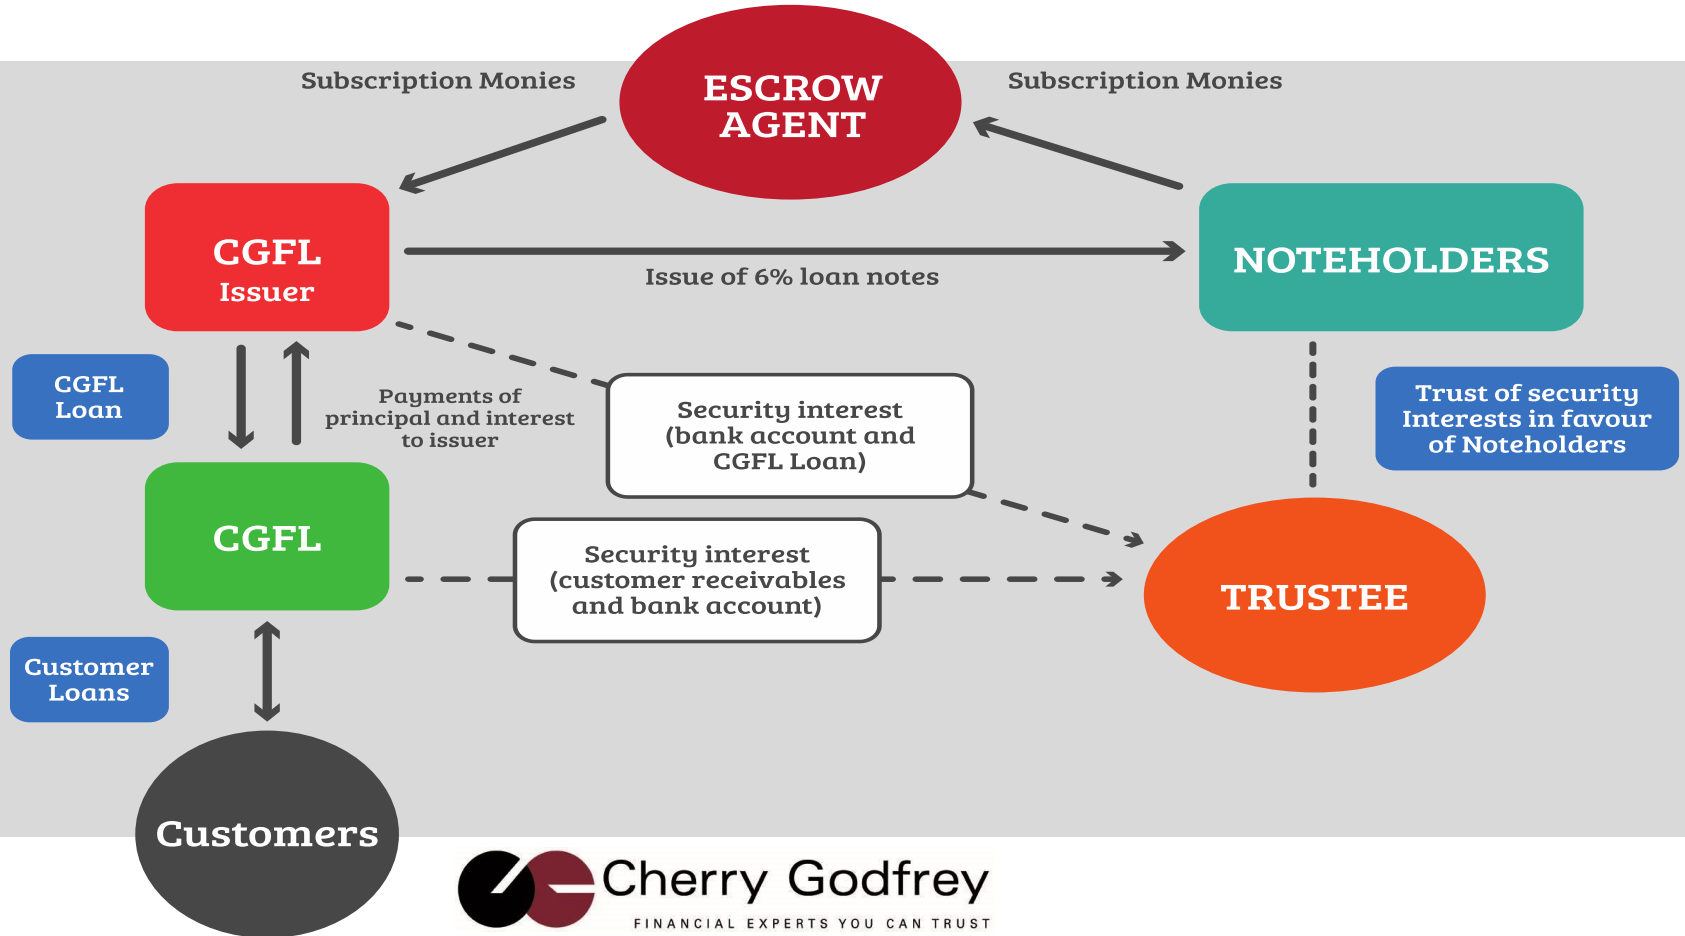 Subscription Monies
ESCROW
AGENT
Subscription Monies
CGFL
Issuer
Issue of 6% loan notes
NOTEHOLDERS
CGFL
Loan
Payments of
principal and interest
to issuer
Security interest
(bank account and
CGFL Loan)
Trust of security
Interests in favour
of Noteholders
CGFL
Security interest
(customer receivables
and bank account)
TRUSTEE
Customer
Loans
Customers
Cherry Godfrey
FINANCIAL EXPERTS YOU CAN TRUST